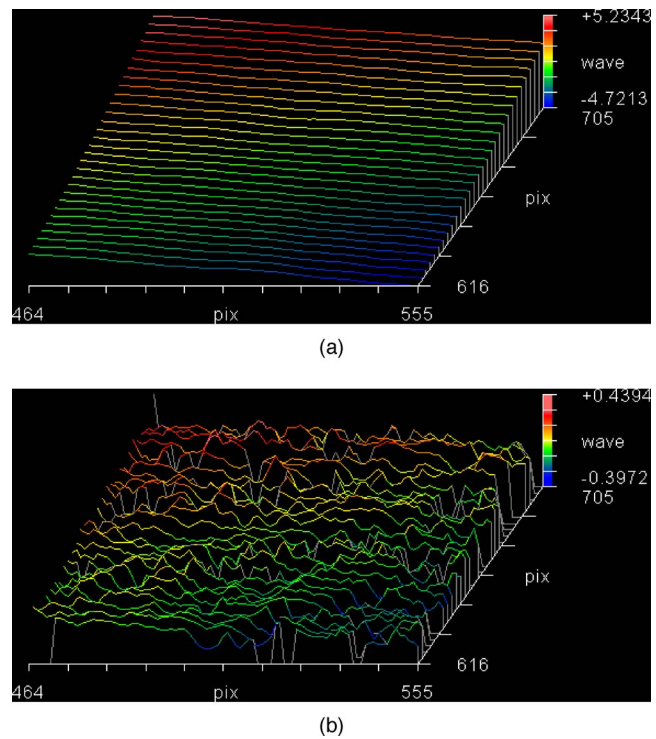 +5.2343
wave
-4.7213
705
pix
616
464 pix 555
(a)
+0.4394
wave
-0.3972
705
pix
616
464 pix 555
(b)